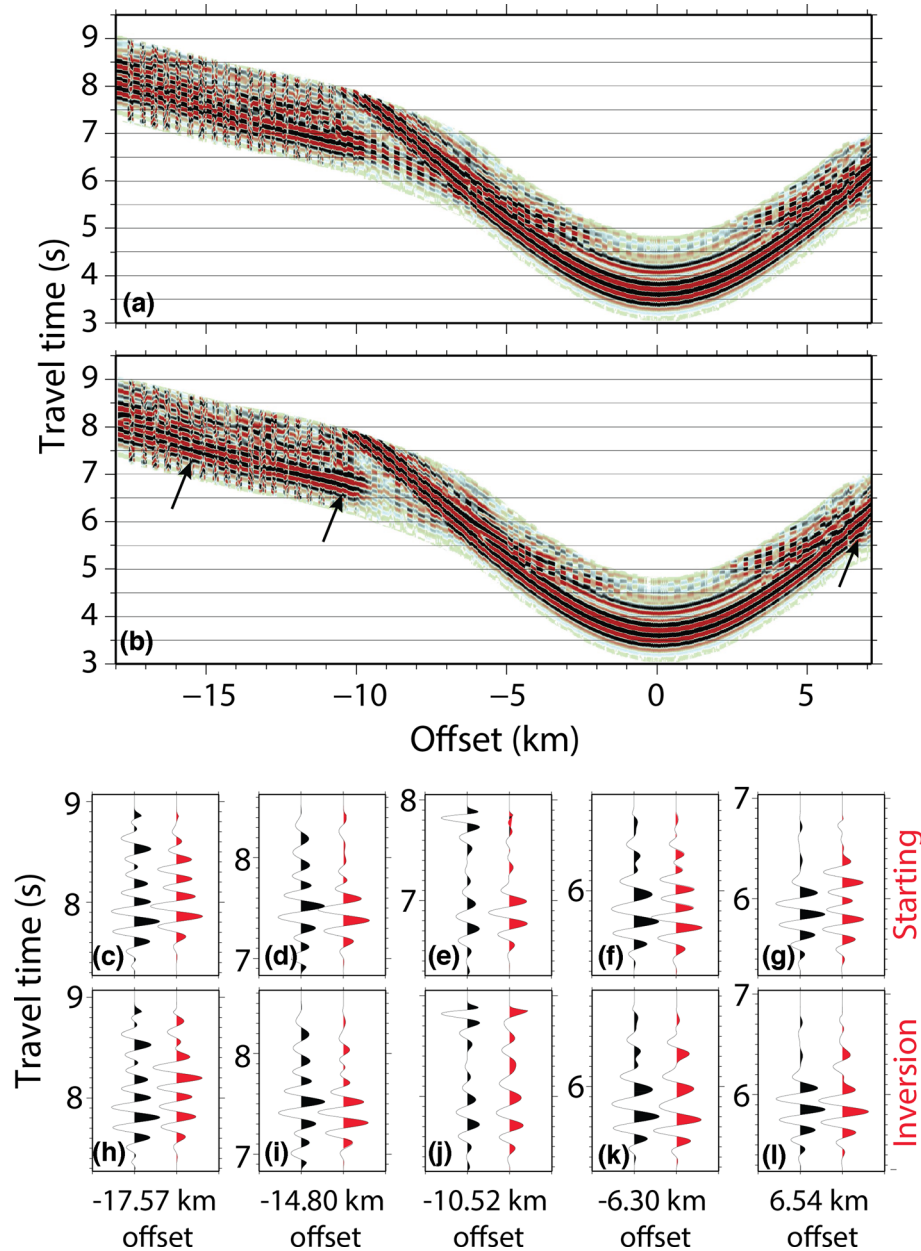 9
8
7
6
5
4
3
(a)
Travel time (s)
9
8
7
6
5
4
3
(b)
−15 −10 −5 0 5
Offset (km)
9
8
(c)
8
7
(d)
8
7
(e)
6
(f)
7
6
(g)
Starting
Travel time (s)
9
8
(h)
8
7
(i)
(j)
6
(k)
7
6
(l)
Inversion
-17.57 km
offset
-14.80 km
offset
-10.52 km
offset
-6.30 km
offset
6.54 km
offset